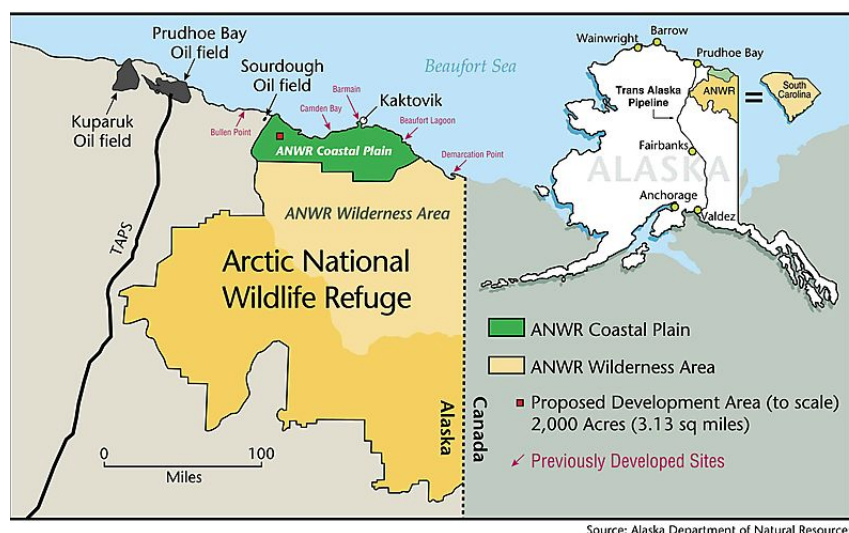 Prudhoe Bay
Oil field
Kuparuk
Oil field
Sourdough
Oil field
Beaufort Sea
Bullen Point
Camden Bay
Barmain
Kaktovik
Beaufort Lagoon
Demarcation Point
ANWR Coastal Plain
ANWR Wilderness Area
Arctic National
Wildlife Refuge
TAPS
0 100
Miles
Alaska
Canada
Wainwright
Barrow
Prudhoe Bay
ANWR
=
South
Carolina
Trans Alaska
Pipeline
Fairbanks
ALASKA
Anchorage
Valdez
ANWR Coastal Plain
ANWR Wilderness Area
Proposed Development Area (to scale)
2,000 Acres (3.13 sq miles)
Previously Developed Sites
Source: Alaska Department of Natural Resources